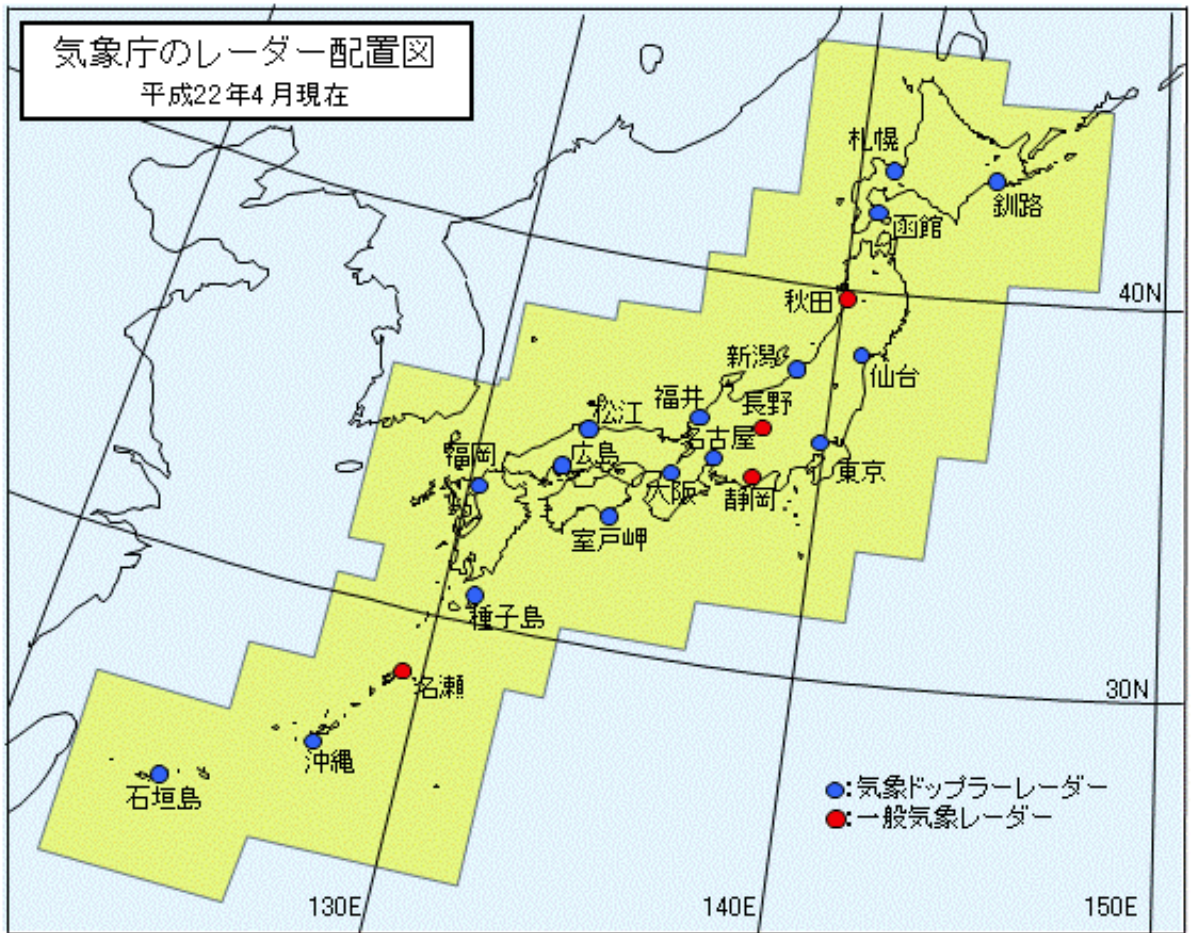 気象庁のレーダー配置図
平成22年4月現在
札幌
釧路
函館
40N
秋田
新潟
仙台
福井
長野
松江
名古屋
福岡
広島
大阪
静岡
東京
室戸岬
種子島
名瀬
30N
沖縄
石垣島
●:気象ドップラーレーダー
●:一般気象レーダー
130E
140E
150E